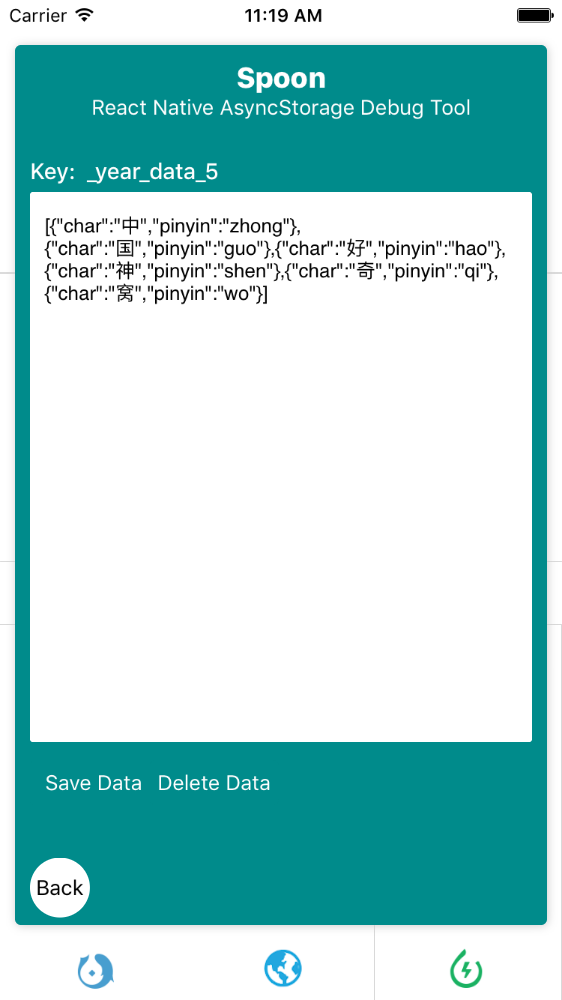 Carrier 11:19 AM
Spoon
React Native AsyncStorage Debug Tool
Key: _year_data_5
[{"char":"中","pinyin":"zhong"},
{"char":"国","pinyin":"guo"},{"char":"好","pinyin":"hao"},
{"char":"神","pinyin":"shen"},{"char":"奇","pinyin":"qi"},
{"char":"窝","pinyin":"wo"}]
Save Data Delete Data
Back